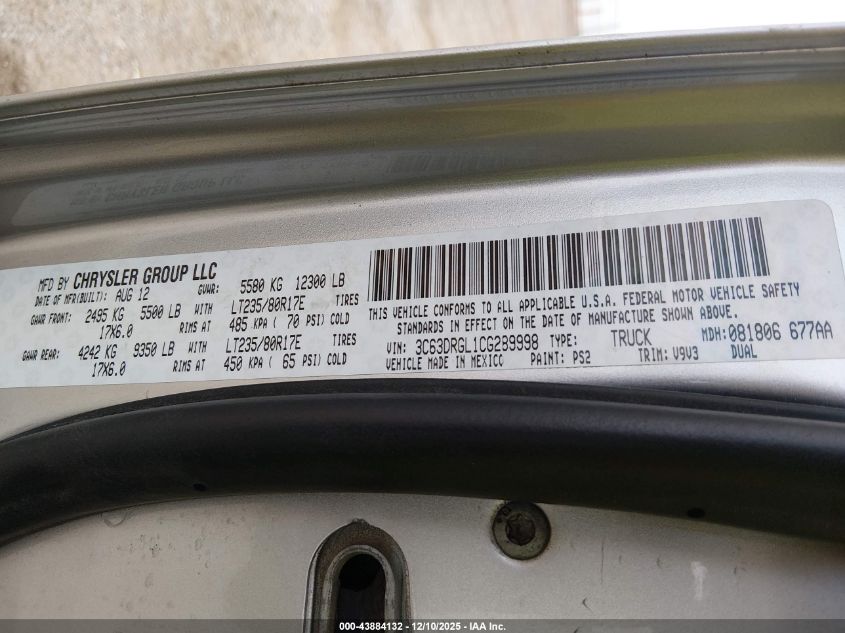 MFD BY CHRYSLER GROUP LLC
DATE OF MFR(BUILT): AUG 12 GVWR: 5580 KG 12300 LB
GAWR FRONT: 2495 KG 5500 LB WITH LT235/80R17E TIRES
17X6.0 RIMS AT 485 KPA ( 70 PSI) COLD
GAWR REAR: 4242 KG 9350 LB WITH LT235/80R17E TIRES
17X6.0 RIMS AT 450 KPA ( 65 PSI) COLD
THIS VEHICLE CONFORMS TO ALL APPLICABLE U.S.A. FEDERAL MOTOR VEHICLE SAFETY
STANDARDS IN EFFECT ON THE DATE OF MANUFACTURE SHOWN ABOVE.
VIN: 3C63DRGL1CG289998 TYPE: TRUCK MDH:081806 677AA
VEHICLE MADE IN MEXICO PAINT: PS2 TRIM: V9V3 DUAL
000-43884132 - 12/10/2025 - IAA Inc.